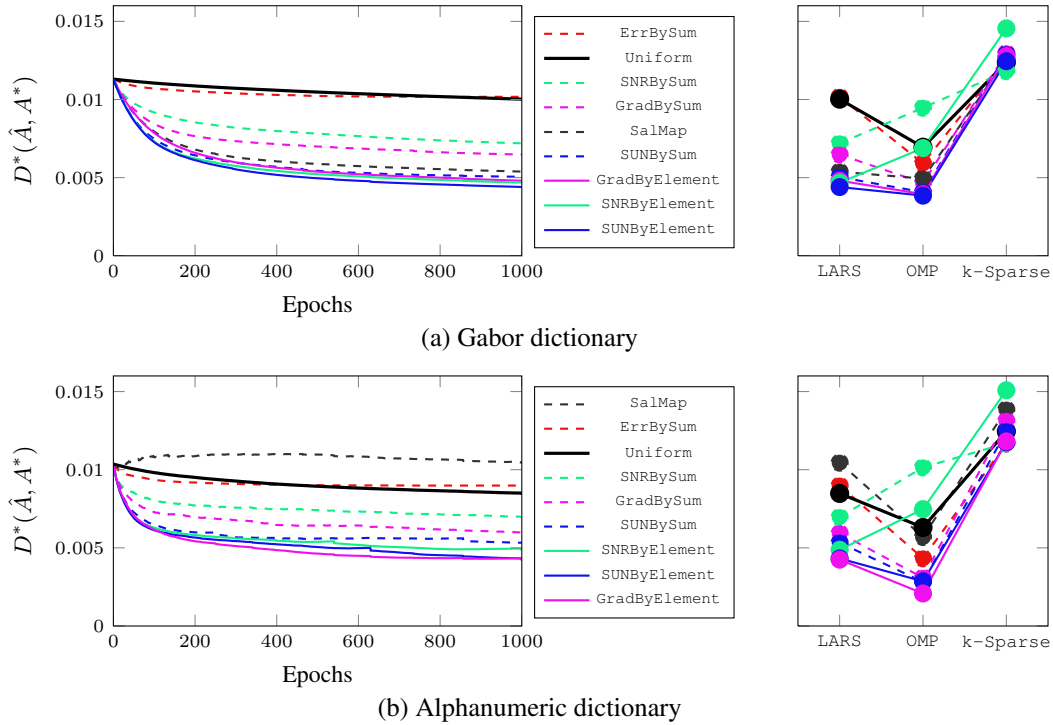 0.015
0.01
0.005
0
D*(Â, A*)
0 200 400 600 800 1000
Epochs
ErrBySum
Uniform
SNRBySum
GradBySum
SalMap
SUNBySum
GradByElement
SNRByElement
SUNByElement
LARS OMP k-Sparse
(a) Gabor dictionary
0.015
0.01
0.005
0
D*(Â, A*)
0 200 400 600 800 1000
Epochs
SalMap
ErrBySum
Uniform
SNRBySum
GradBySum
SUNBySum
SNRByElement
SUNByElement
GradByElement
LARS OMP k-Sparse
(b) Alphanumeric dictionary